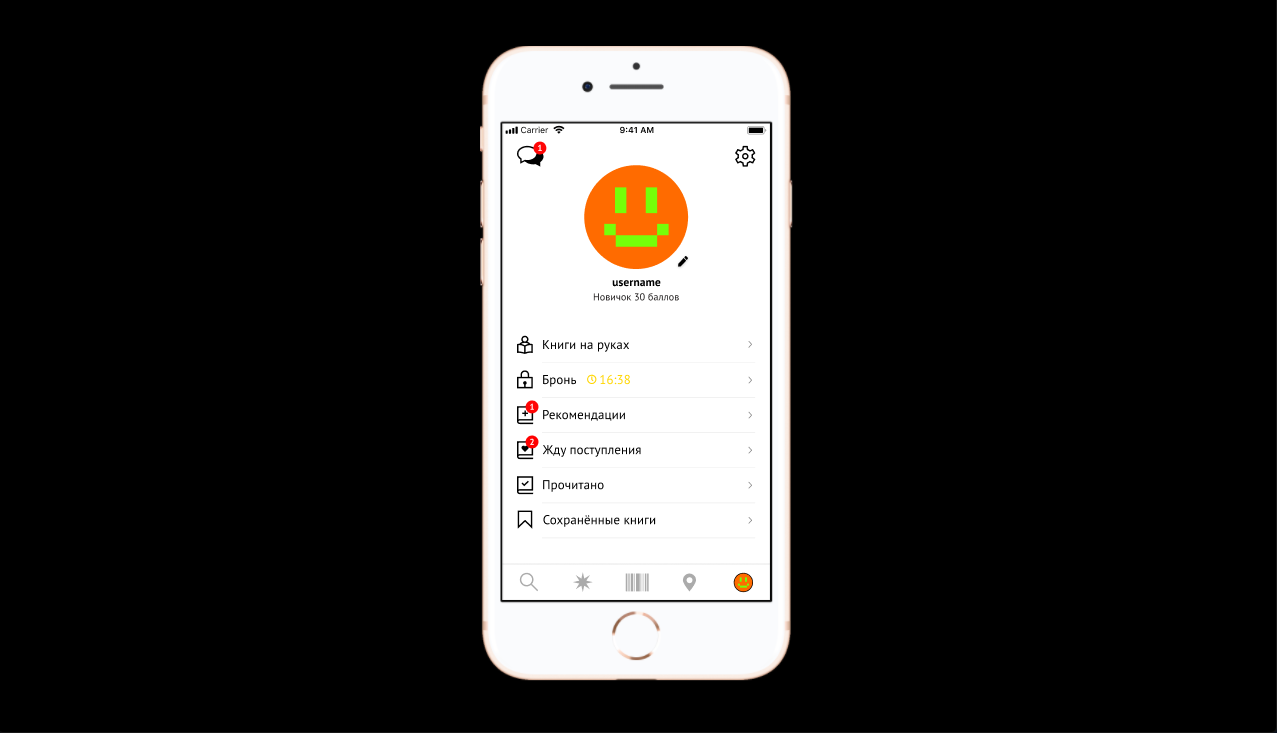 Carrier 9:41 AM
1
username
Новичок 30 баллов
Книги на руках
Бронь 16:38
1
Рекомендации
2
Жду поступления
Прочитано
Сохранённые книги